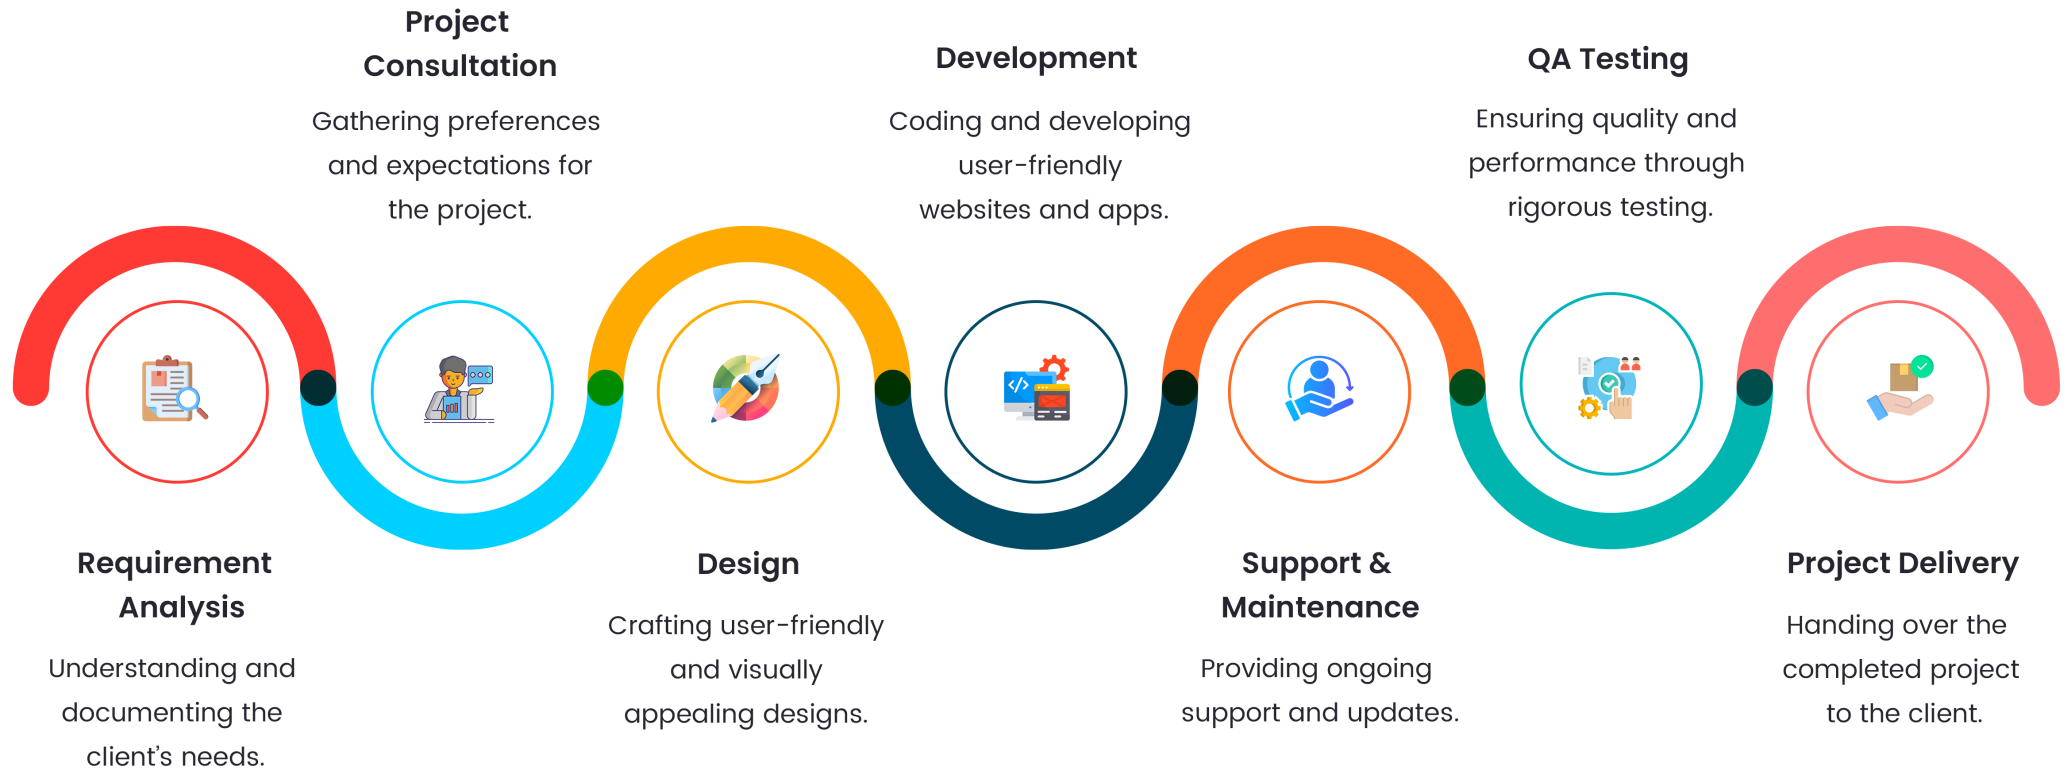 Requirement
Analysis
Understanding and
documenting the
client's needs.
Project
Consultation
Gathering preferences
and expectations for
the project.
Design
Crafting user-friendly
and visually
appealing designs.
Development
Coding and developing
user-friendly
websites and apps.
Support &
Maintenance
Providing ongoing
support and updates.
QA Testing
Ensuring quality and
performance through
rigorous testing.
Project Delivery
Handing over the
completed project
to the client.